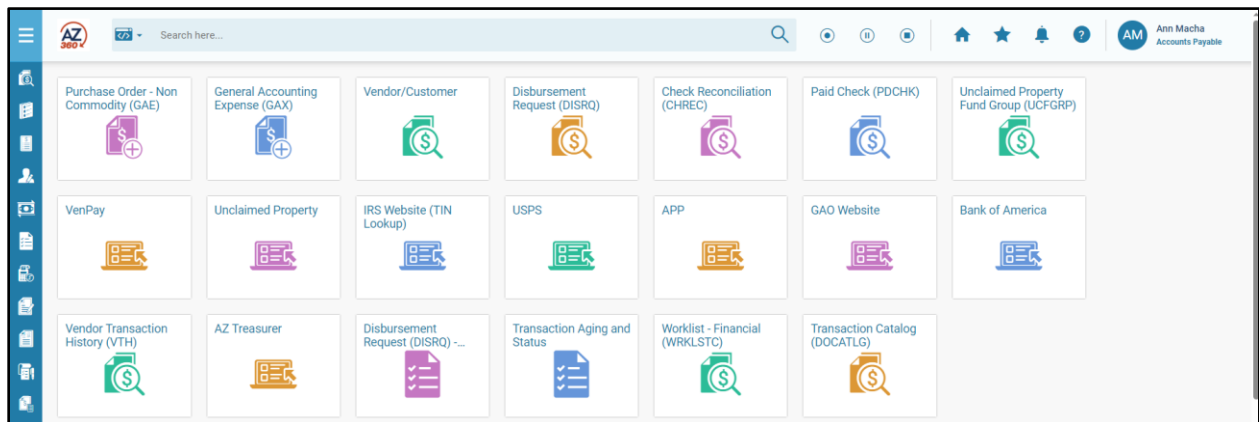 AZ
360
Search here...
AM
Ann Macha
Accounts Payable
Purchase Order - Non
Commodity (GAE)
General Accounting
Expense (GAX)
Vendor/Customer
Disbursement
Request (DISRQ)
Check Reconciliation
(CHREC)
Paid Check (PDCHK)
Unclaimed Property
Fund Group (UCFGRP)
VenPay
Unclaimed Property
IRS Website (TIN
Lookup)
USPS
APP
GAO Website
Bank of America
Vendor Transaction
History (VTH)
AZ Treasurer
Disbursement
Request (DISRQ) -...
Transaction Aging and
Status
Worklist - Financial
(WRKLSTC)
Transaction Catalog
(DOCATLG)